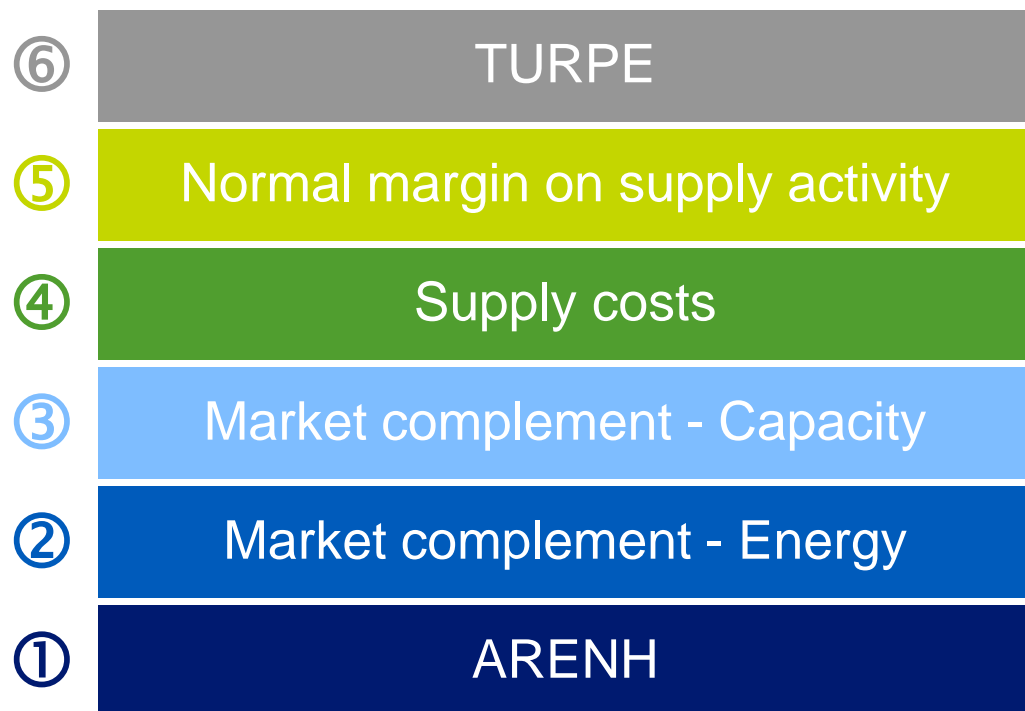 ⑥ TURPE
⑤ Normal margin on supply activity
④ Supply costs
③ Market complement - Capacity
② Market complement - Energy
① ARENH